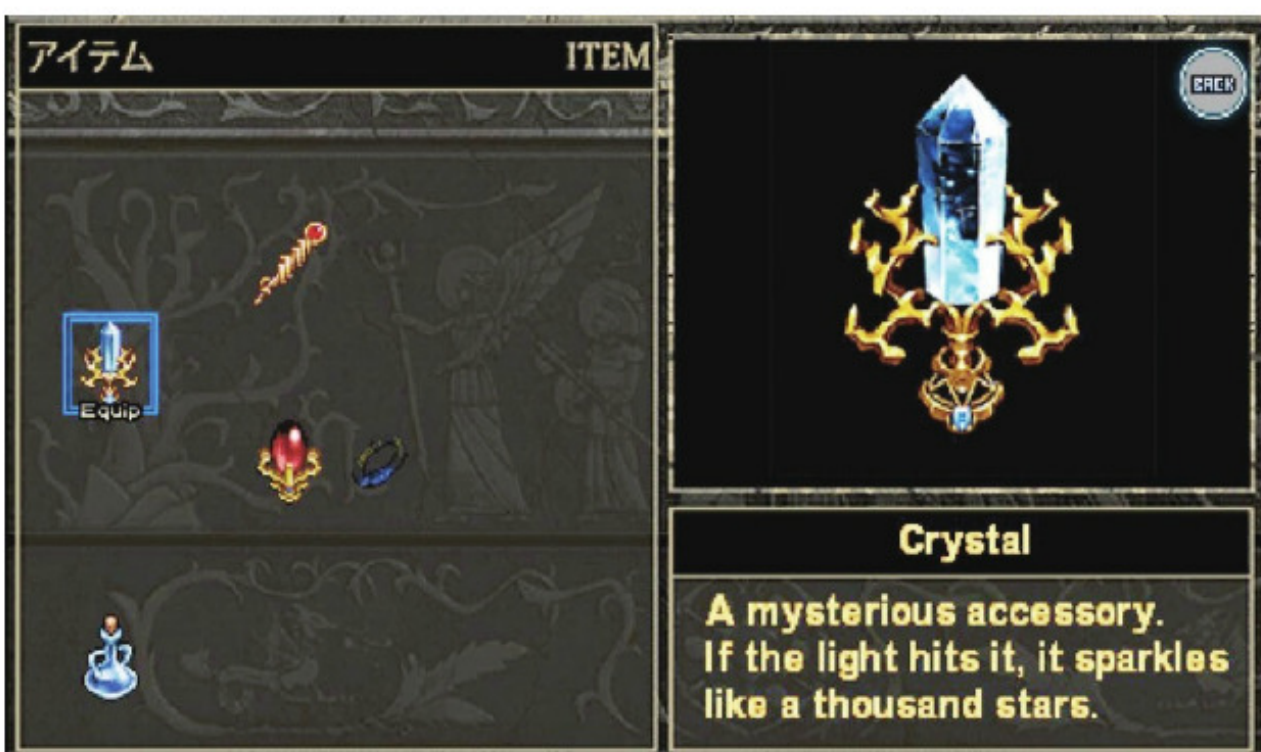 アイテム
ITEM
BACK
Equip
Crystal
A mysterious accessory.
If the light hits it, it sparkles
like a thousand stars.